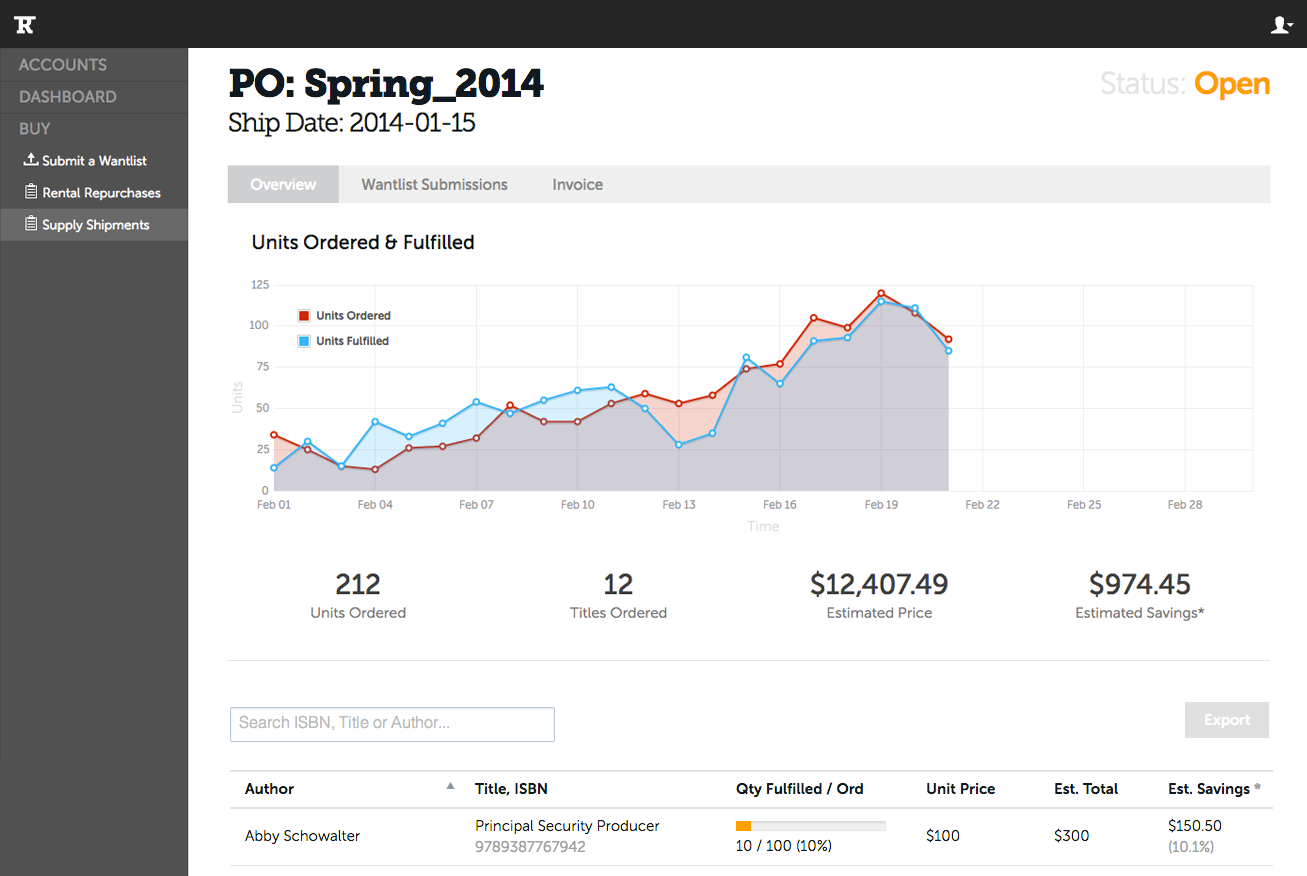 R
ACCOUNTS
DASHBOARD
BUY
Submit a Wantlist
Rental Repurchases
Supply Shipments
PO: Spring_2014
Status: Open
Ship Date: 2014-01-15
Overview Wantlist Submissions Invoice
Units Ordered & Fulfilled
Units Ordered
Units Fulfilled
125
100
75
50
25
0
Units
Feb 01 Feb 04 Feb 07 Feb 10 Feb 13 Feb 16 Feb 19 Feb 22 Feb 25 Feb 28
Time
212 12 $12,407.49 $974.45
Units Ordered Titles Ordered Estimated Price Estimated Savings*
Search ISBN, Title or Author...
Export
Author Title, ISBN Qty Fulfilled / Ord Unit Price Est. Total Est. Savings *
Abby Schowalter Principal Security Producer $100 $300 $150.50
9789387767942 10 / 100 (10%) (10.1%)